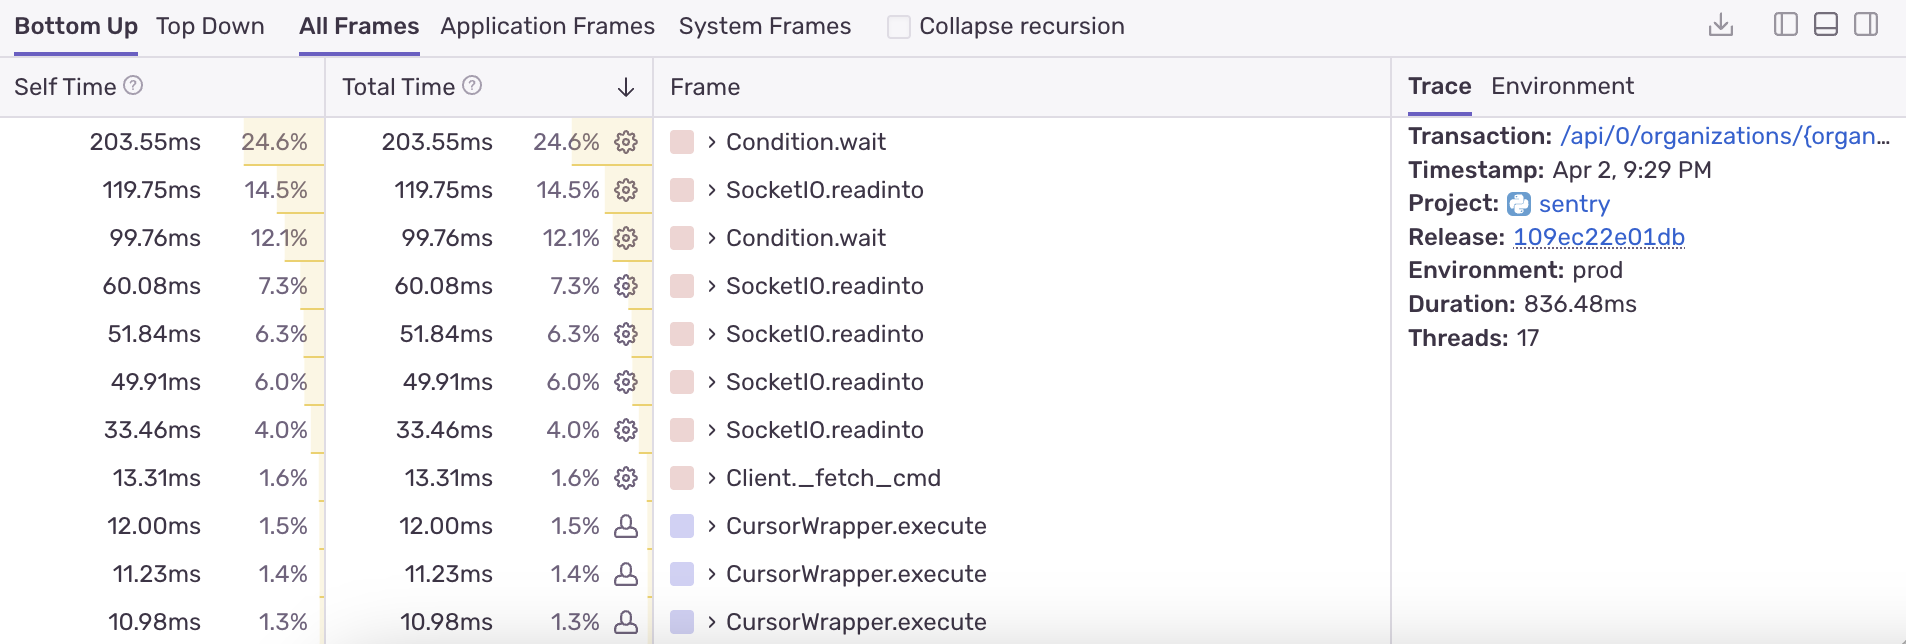 Bottom Up Top Down All Frames Application Frames System Frames Collapse recursion
Self Time ? Total Time ? ↓ Frame Trace Environment
203.55ms 24.6% 203.55ms 24.6% › Condition.wait
119.75ms 14.5% 119.75ms 14.5% › SocketIO.readinto
99.76ms 12.1% 99.76ms 12.1% › Condition.wait
60.08ms 7.3% 60.08ms 7.3% › SocketIO.readinto
51.84ms 6.3% 51.84ms 6.3% › SocketIO.readinto
49.91ms 6.0% 49.91ms 6.0% › SocketIO.readinto
33.46ms 4.0% 33.46ms 4.0% › SocketIO.readinto
13.31ms 1.6% 13.31ms 1.6% › Client._fetch_cmd
12.00ms 1.5% 12.00ms 1.5% › CursorWrapper.execute
11.23ms 1.4% 11.23ms 1.4% › CursorWrapper.execute
10.98ms 1.3% 10.98ms 1.3% › CursorWrapper.execute
Transaction: /api/0/organizations/{organ…
Timestamp: Apr 2, 9:29 PM
Project: sentry
Release: 109ec22e01db
Environment: prod
Duration: 836.48ms
Threads: 17